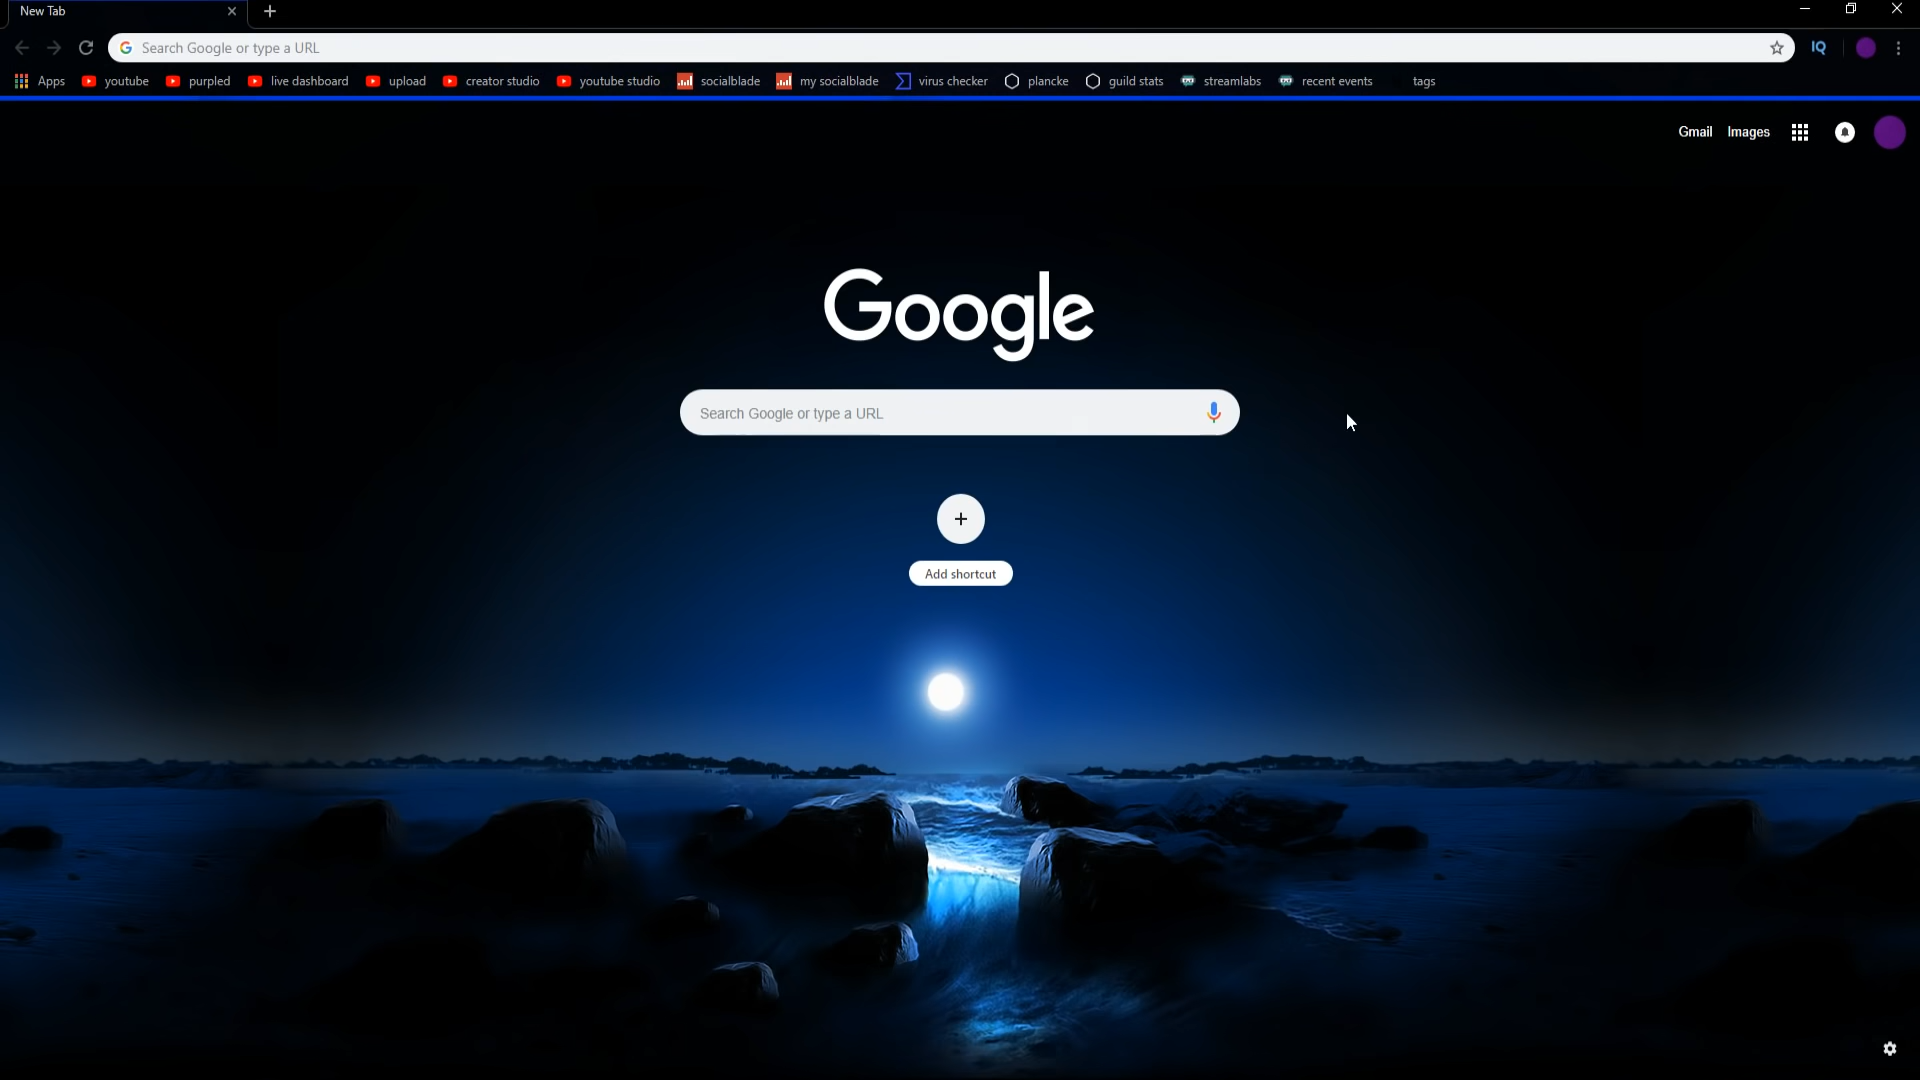 New Tab
Search Google or type a URL
IQ
Apps youtube purpled live dashboard upload creator studio youtube studio socialblade my socialblade virus checker plancke guild stats streamlabs recent events tags
Gmail Images
Google
Search Google or type a URL
Add shortcut